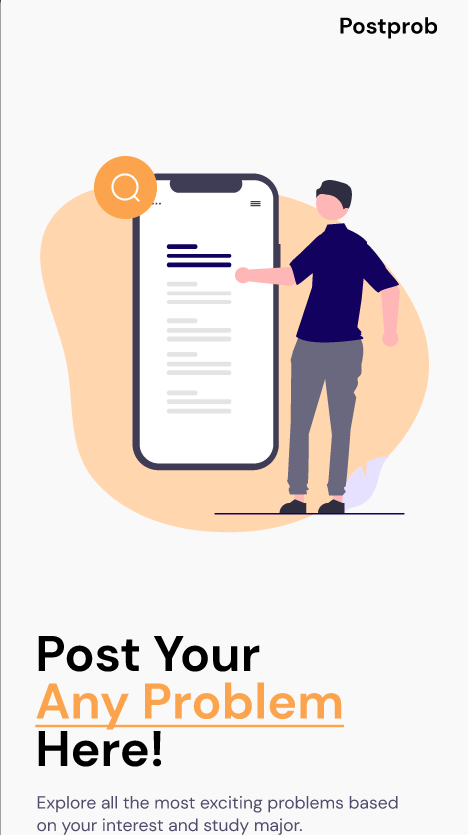 Postprob
Post Your
Any Problem
Here!
Explore all the most exciting problems based
on your interest and study major.